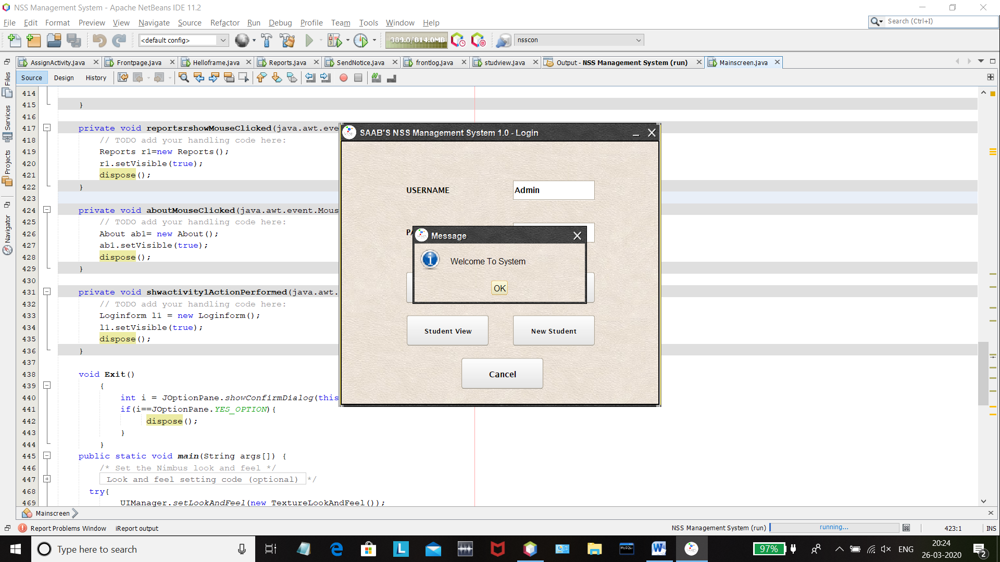 NSS Management System - Apache NetBeans IDE 11.2
File Edit Format Preview View Navigate Source Refactor Run Debug Profile Team Tools Window Help
Search (Ctrl+I)
<default config>
389.0/814.0MB
nsscon
AssignActivity.java
Frontpage.java
Helloframe.java
Reports.java
SendNotice.java
frontlog.java
studview.java
Output - NSS Management System (run)
Mainscreen.java
Source Design History
Files
Services
Projects
Navigator
414
415 }
416
417 private void reportsrshowMouseClicked(java.awt.eve
418 // TODO add your handling code here:
419 Reports r1=new Reports();
420 r1.setVisible(true);
421 dispose();
422 }
423
424 private void aboutMouseClicked(java.awt.event.Mous
425 // TODO add your handling code here:
426 About ab1= new About();
427 ab1.setVisible(true);
428 dispose();
429 }
430
431 private void shwactivity1ActionPerformed(java.awt.
432 // TODO add your handling code here:
433 Loginform l1 = new Loginform();
434 l1.setVisible(true);
435 dispose();
436 }
437
438 void Exit()
439 {
440 int i = JOptionPane.showConfirmDialog(this
441 if(i==JOptionPane.YES_OPTION){
442 dispose();
443 }
444 }
445 public static void main(String args[]) {
446 /* Set the Nimbus look and feel */
447 Look and feel setting code (optional) */
468 try{
469 UIManager.setLookAndFeel(new TextureLookAndFeel());
SAAB'S NSS Management System 1.0 - Login
USERNAME
Admin
PA
Message
Welcome To System
OK
Student View
New Student
Cancel
Mainscreen
Report Problems Window
iReport output
NSS Management System (run)
running...
423:1
INS
Type here to search
L
MySQL
97%
ENG
20:24
26-03-2020
2